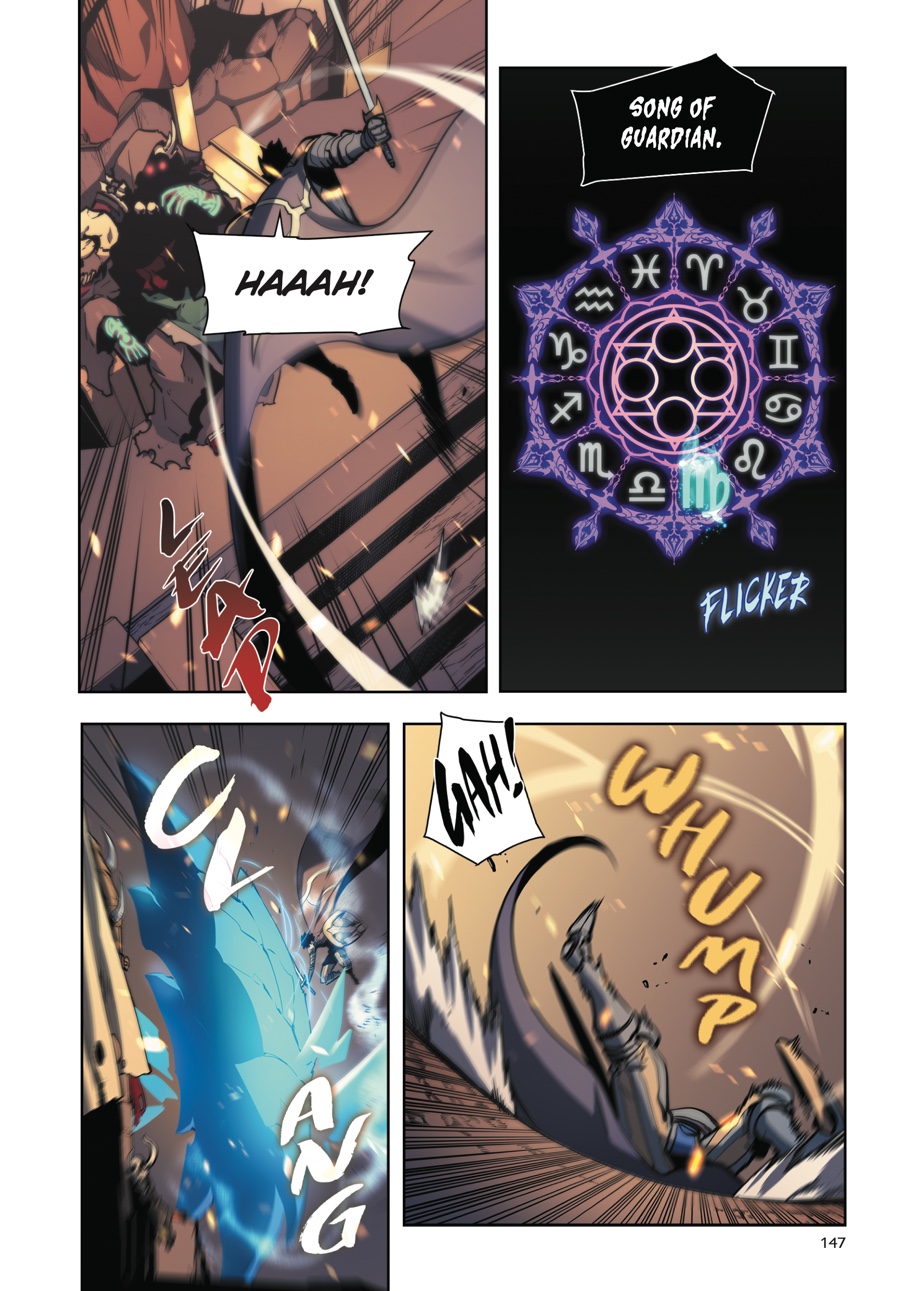 HAAAH!
LEAP
SONG OF
GUARDIAN.
♓ ♈ ♉ ♊ ♋ ♌ ♍ ♎ ♏ ♐ ♑ ♒
FLICKER
CLANG
GAH!
WHUMP
147